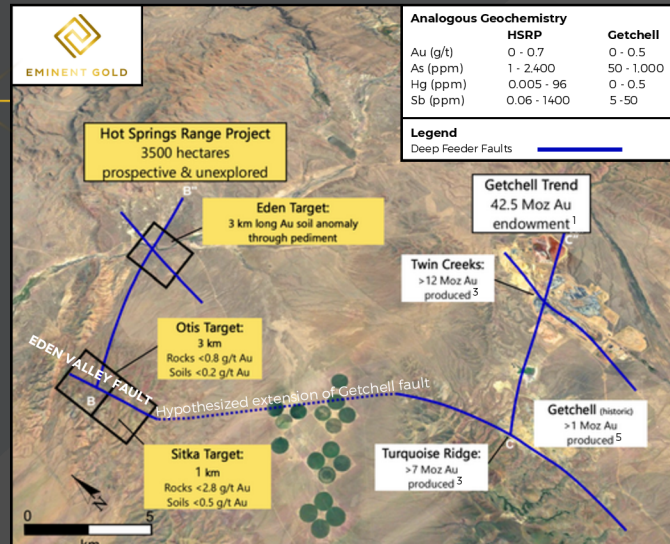 EMINENT GOLD
Analogous Geochemistry
HSRP Getchell
Au (g/t) 0 - 0.7 0 - 0.5
As (ppm) 1 - 2,400 50 - 1,000
Hg (ppm) 0.005 - 96 0 - 0.5
Sb (ppm) 0.06 - 1400 5 -50
Legend
Deep Feeder Faults
Hot Springs Range Project
3500 hectares
prospective & unexplored
B"
Eden Target:
3 km long Au soil anomaly
through pediment
Getchell Trend
42.5 Moz Au
endowment 1
C"
Twin Creeks:
>12 Moz Au
produced 3
Otis Target:
3 km
Rocks <0.8 g/t Au
Soils <0.2 g/t Au
EDEN VALLEY FAULT
B
Hypothesized extension of Getchell fault
Getchell (historic)
>1 Moz Au
produced 5
Sitka Target:
1 km
Rocks <2.8 g/t Au
Soils <0.5 g/t Au
Turquoise Ridge:
>7 Moz Au
produced 3
C
N
0 5
km